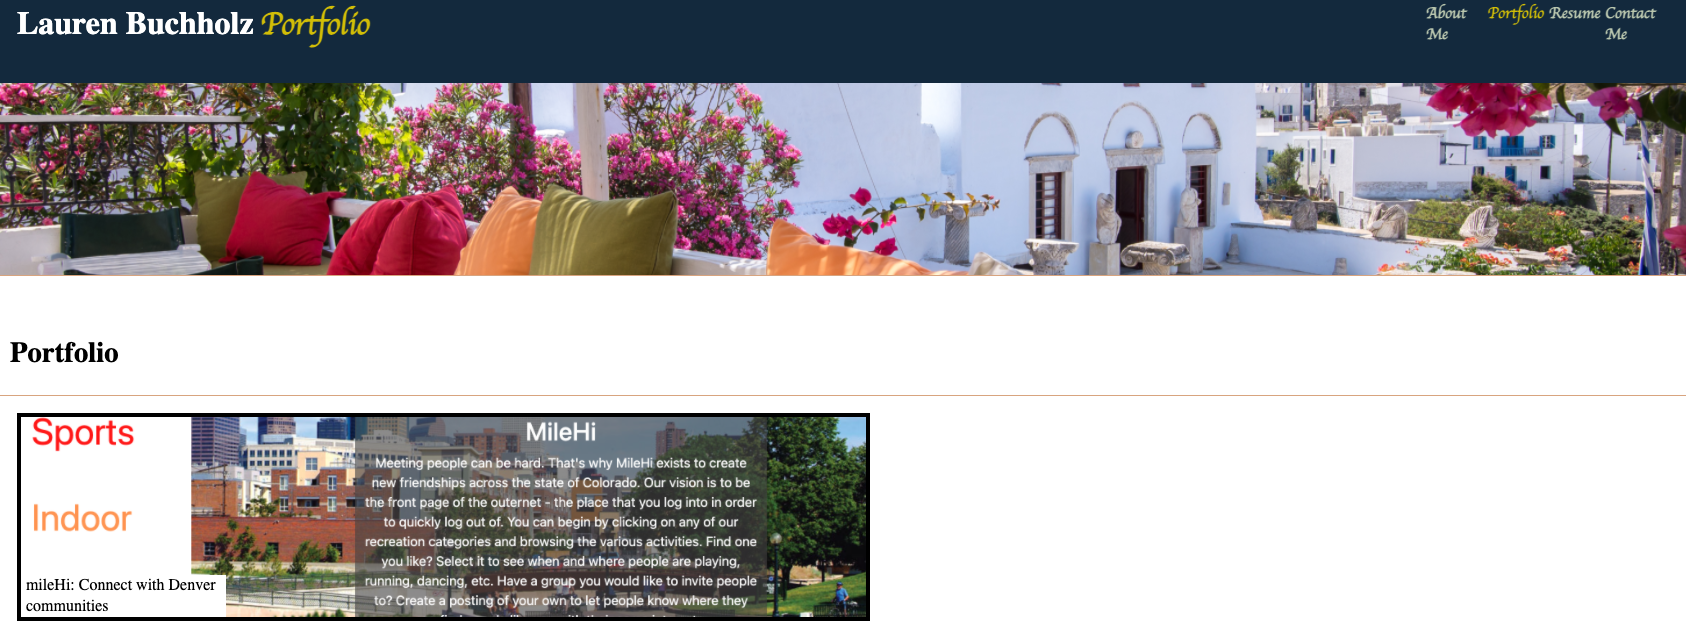 Lauren Buchholz Portfolio
About Me
Portfolio
Resume
Contact Me
Portfolio
Sports
Indoor
mileHi: Connect with Denver
communities
MileHi
Meeting people can be hard. That's why MileHi exists to create
new friendships across the state of Colorado. Our vision is to be
the front page of the outernet - the place that you log into in order
to quickly log out of. You can begin by clicking on any of our
recreation categories and browsing the various activities. Find one
you like? Select it to see when and where people are playing,
running, dancing, etc. Have a group you would like to invite people
to? Create a posting of your own to let people know where they